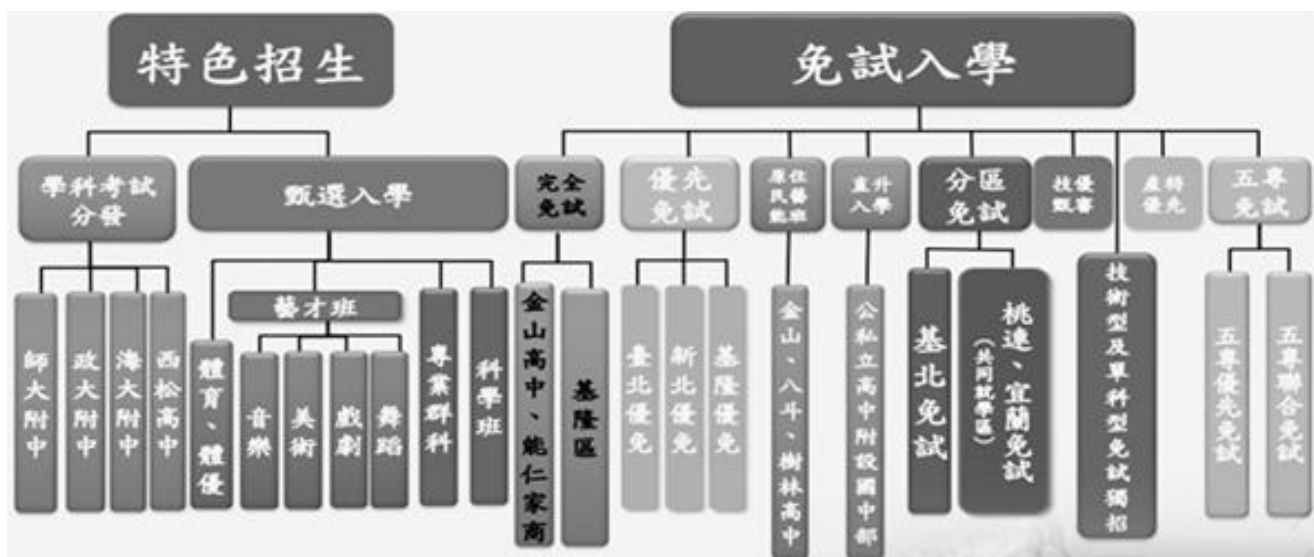 特色招生
免試入學
學科考試
分發
甄選入學
完全
免試
優先
免試
原住
民藝
能班
直升
入學
分區
免試
技優
甄審
產特
優先
五專
免試
師大附中
政大附中
海大附中
西松高中
體育、體優
藝才班
音樂
美術
戲劇
舞蹈
專業群科
科學班
金山高中、能仁家商
基隆區
臺北優免
新北優免
基隆優免
金山、八斗、樹林高中
公私立高中附設國中部
基北免試
桃連、宜蘭免試
(共同就學區)
技術型及單科型免試獨招
五專優先免試
五專聯合免試